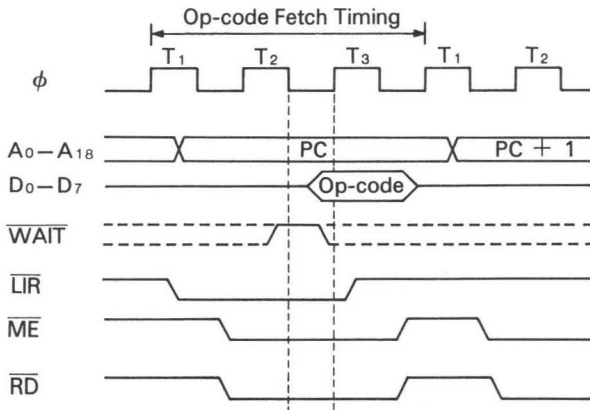 Op-code Fetch Timing
T1 T2 T3 T1 T2
ϕ
A0—A18 PC PC + 1
D0—D7 Op-code
WAIT
LIR
ME
RD